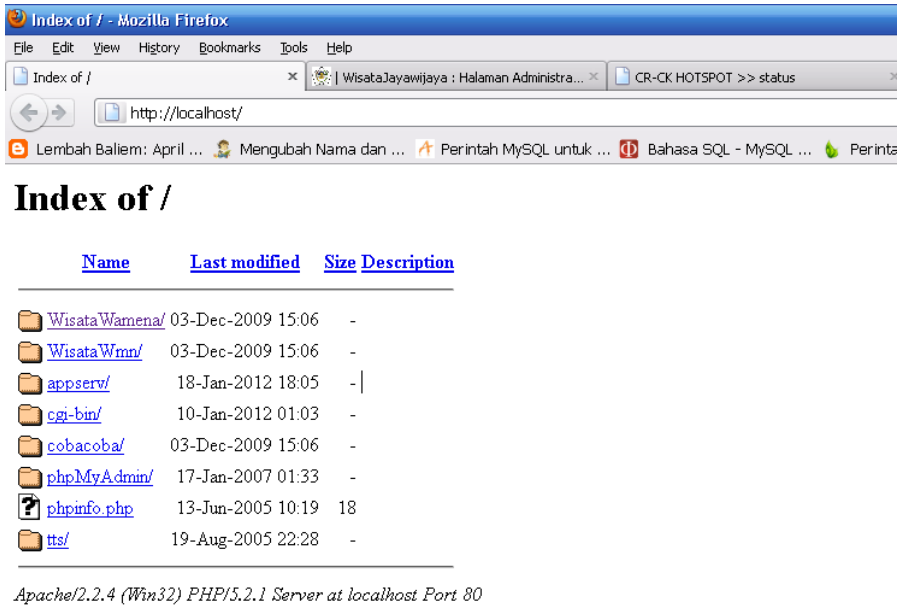 Index of / - Mozilla Firefox
File Edit View History Bookmarks Tools Help
Index of / | WisataJayawijaya : Halaman Administra... CR-CK HOTSPOT >> status
http://localhost/
Lembah Baliem: April ... Mengubah Nama dan ... Perintah MySQL untuk ... Bahasa SQL - MySQL ... Perinta
Index of /
Name Last modified Size Description
WisataWamena/ 03-Dec-2009 15:06 -
WisataWmn/ 03-Dec-2009 15:06 -
appserv/ 18-Jan-2012 18:05 -
cgi-bin/ 10-Jan-2012 01:03 -
cobacoba/ 03-Dec-2009 15:06 -
phpMyAdmin/ 17-Jan-2007 01:33 -
phpinfo.php 13-Jun-2005 10:19 18
tts/ 19-Aug-2005 22:28 -
Apache/2.2.4 (Win32) PHP/5.2.1 Server at localhost Port 80